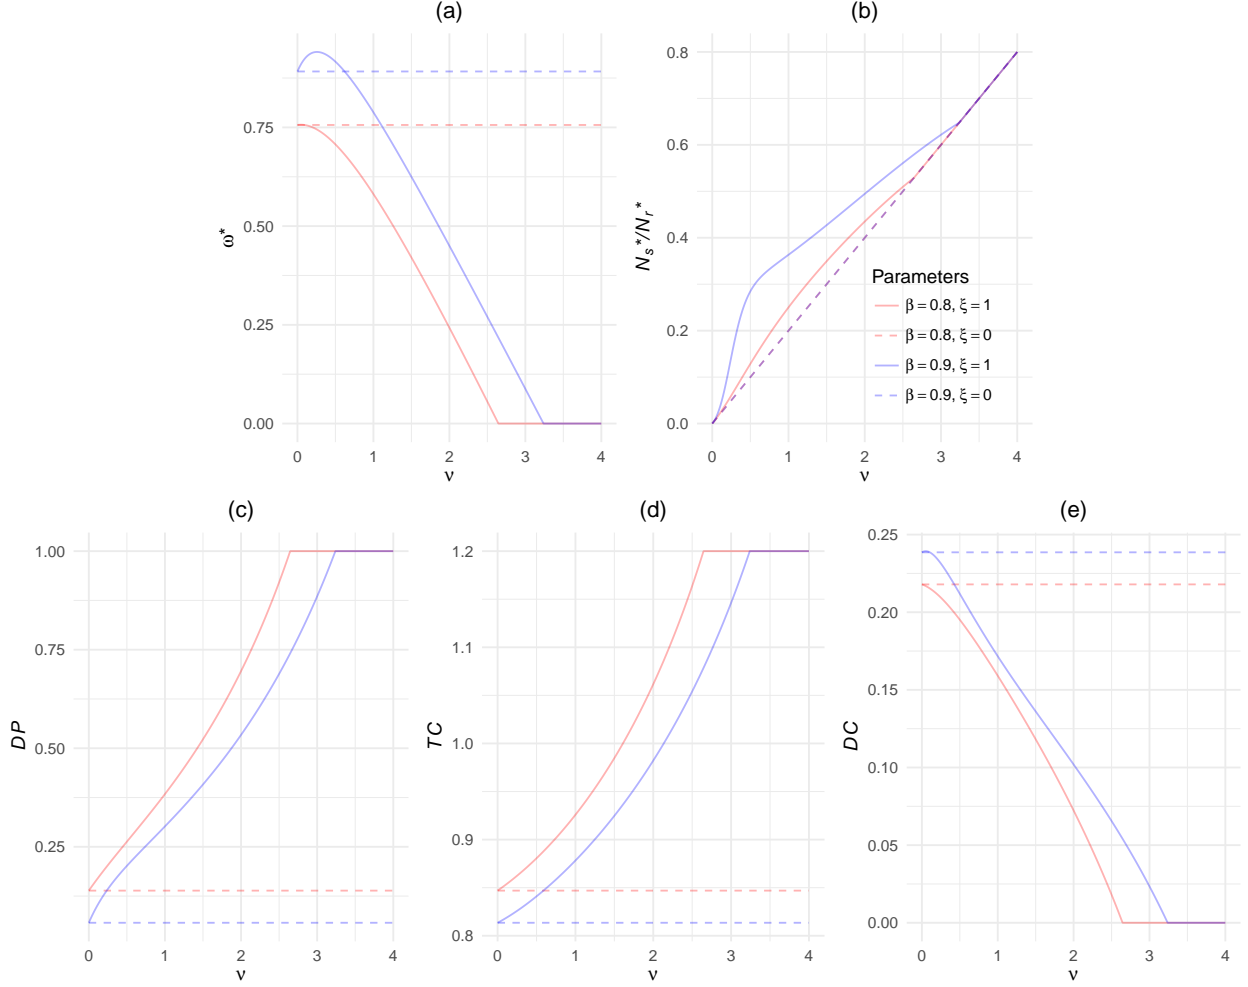 (a)
ω*
0.75
0.50
0.25
0.00
0 1 2 3 4
ν
(b)
N_s*/N_r*
0.8
0.6
0.4
0.2
0.0
Parameters
β = 0.8, ξ = 1
β = 0.8, ξ = 0
β = 0.9, ξ = 1
β = 0.9, ξ = 0
0 1 2 3 4
ν
(c)
DP
1.00
0.75
0.50
0.25
0 1 2 3 4
ν
(d)
TC
1.2
1.1
1.0
0.9
0.8
0 1 2 3 4
ν
(e)
DC
0.25
0.20
0.15
0.10
0.05
0.00
0 1 2 3 4
ν